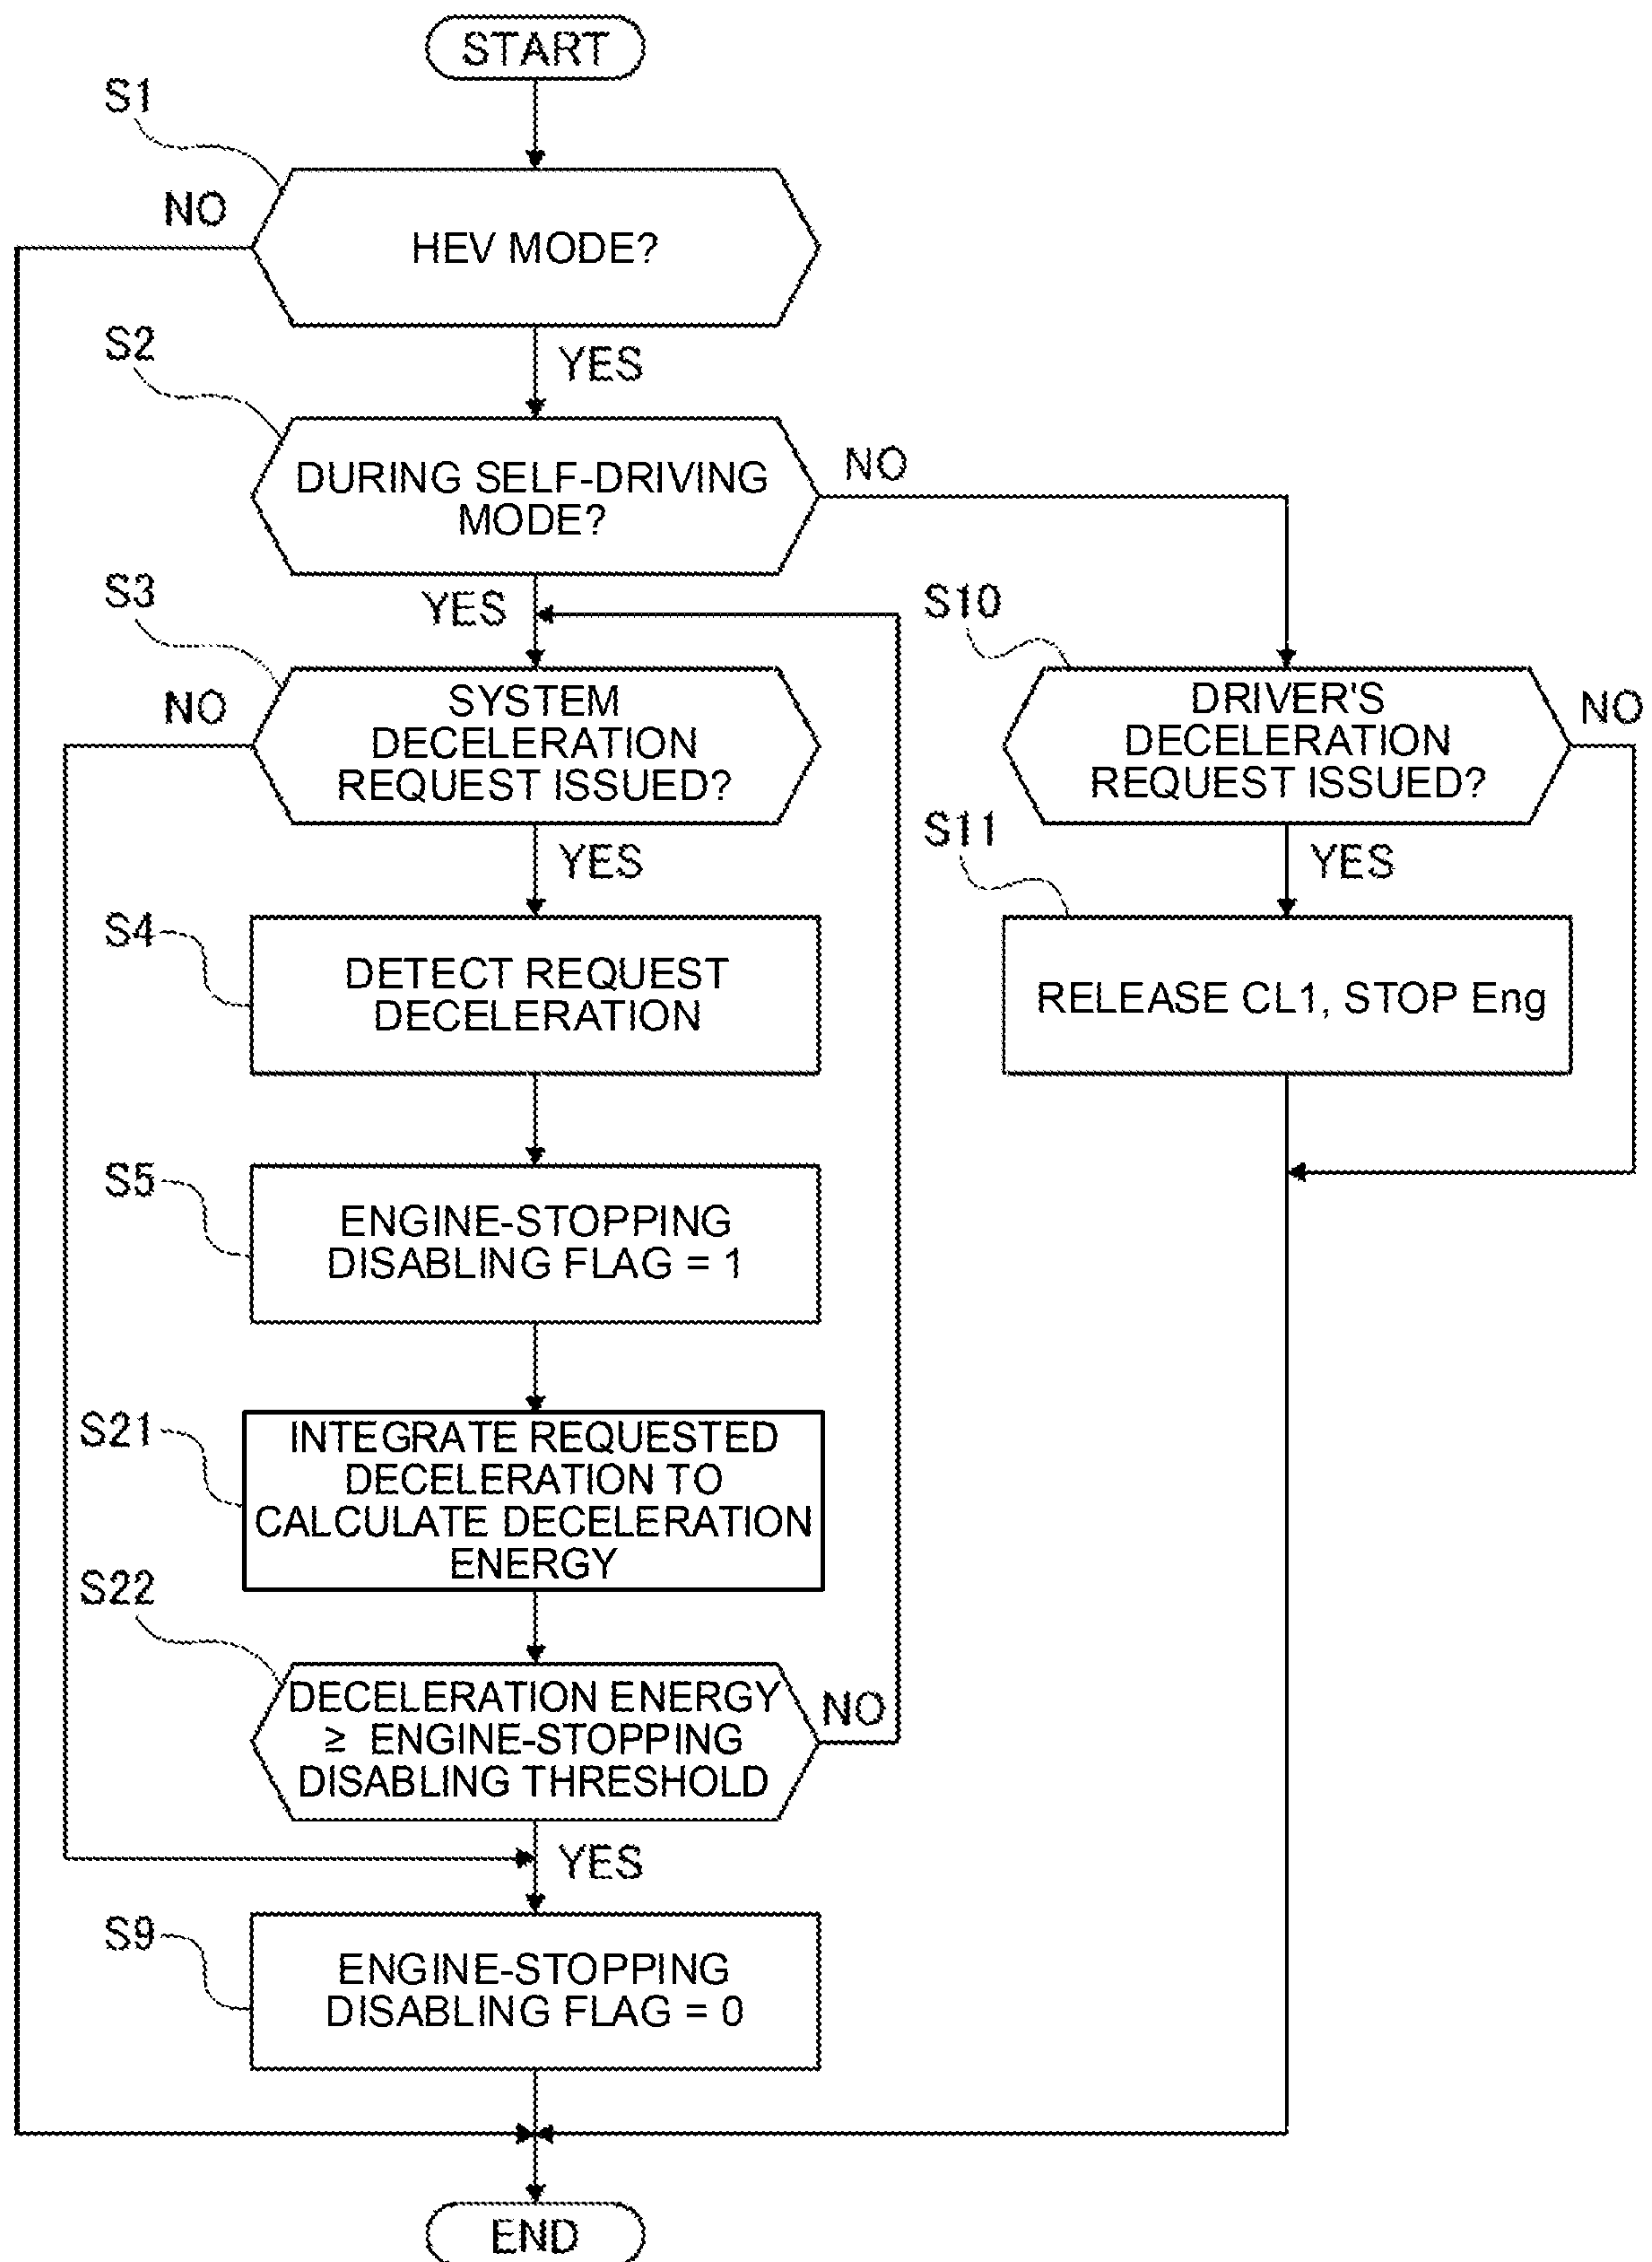 START
S1
NO
HEV MODE?
YES
S2
DURING SELF-DRIVING
MODE?
NO
YES
S3
NO
SYSTEM
DECELERATION
REQUEST ISSUED?
YES
S10
DRIVER'S
DECELERATION
REQUEST ISSUED?
NO
YES
S11
RELEASE CL1, STOP Eng
S4
DETECT REQUEST
DECELERATION
S5
ENGINE-STOPPING
DISABLING FLAG = 1
S21
INTEGRATE REQUESTED
DECELERATION TO
CALCULATE DECELERATION
ENERGY
S22
DECELERATION ENERGY
≥ ENGINE-STOPPING
DISABLING THRESHOLD
NO
YES
S9
ENGINE-STOPPING
DISABLING FLAG = 0
END